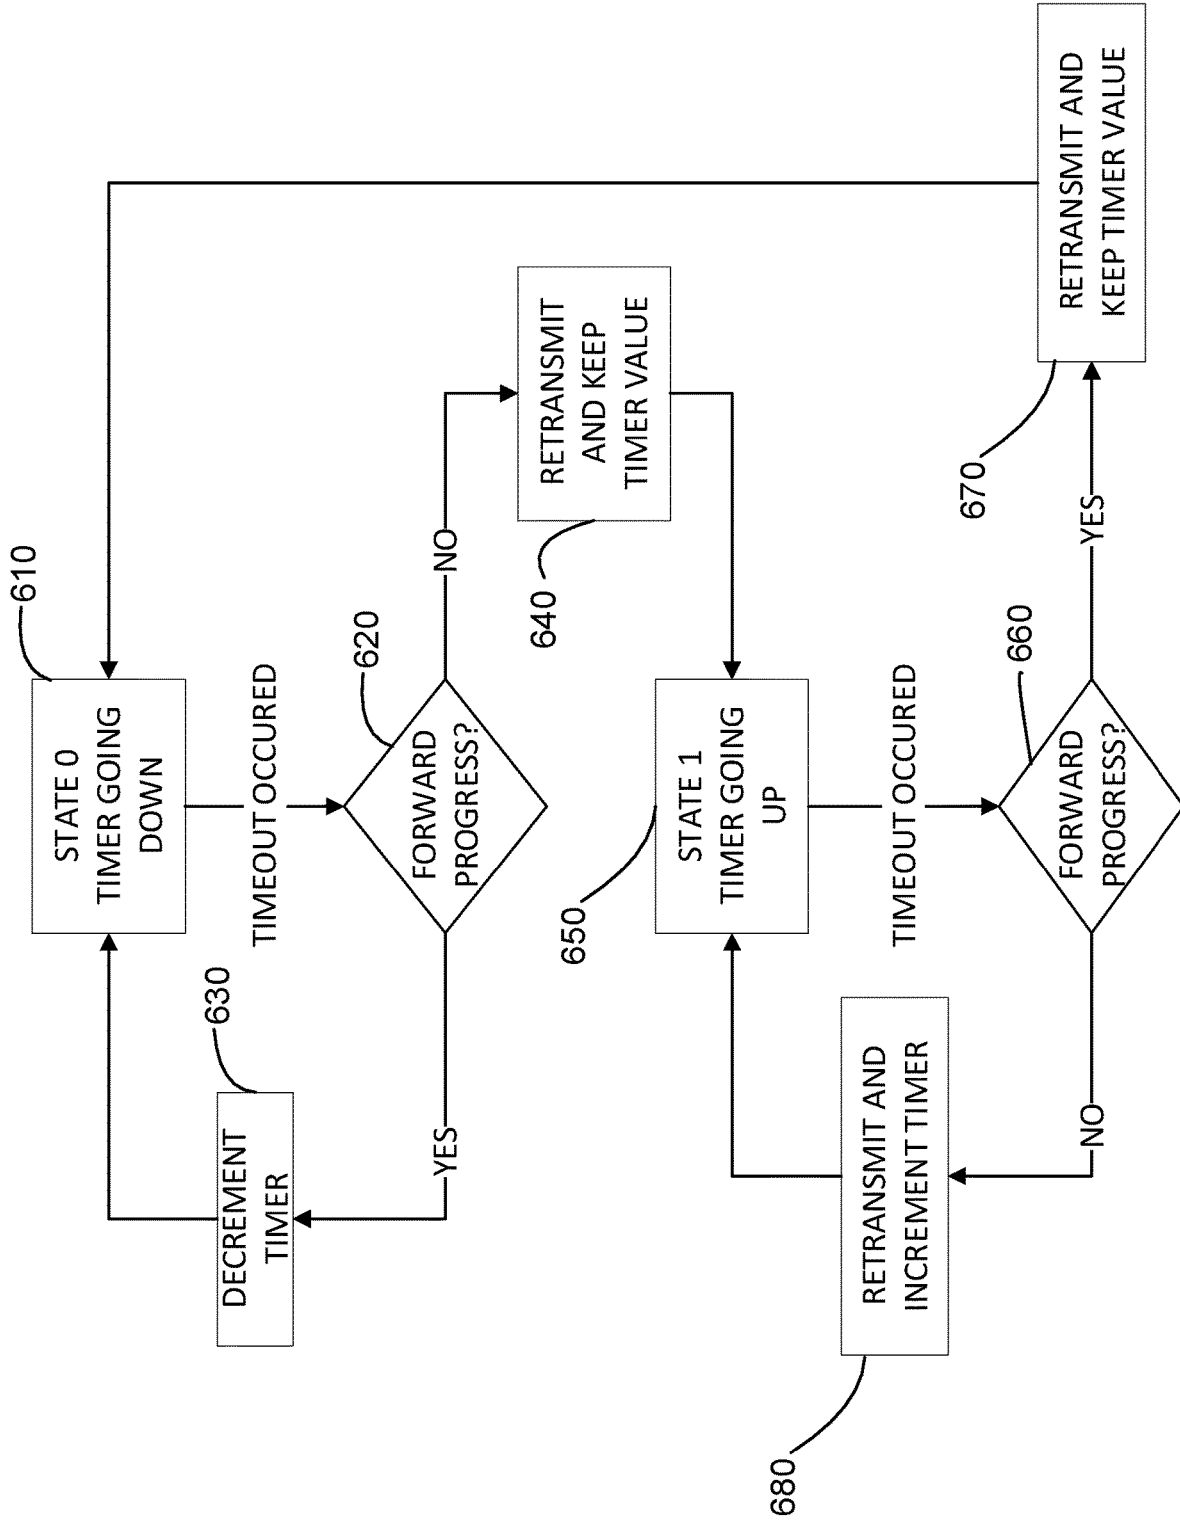 610
STATE 0
TIMER GOING
DOWN
TIMEOUT OCCURED
620
FORWARD
PROGRESS?
YES
630
DECREMENT
TIMER
NO
640
RETRANSMIT
AND KEEP
TIMER VALUE
650
STATE 1
TIMER GOING
UP
TIMEOUT OCCURED
660
FORWARD
PROGRESS?
YES
670
RETRANSMIT AND
KEEP TIMER VALUE
NO
680
RETRANSMIT AND
INCREMENT TIMER